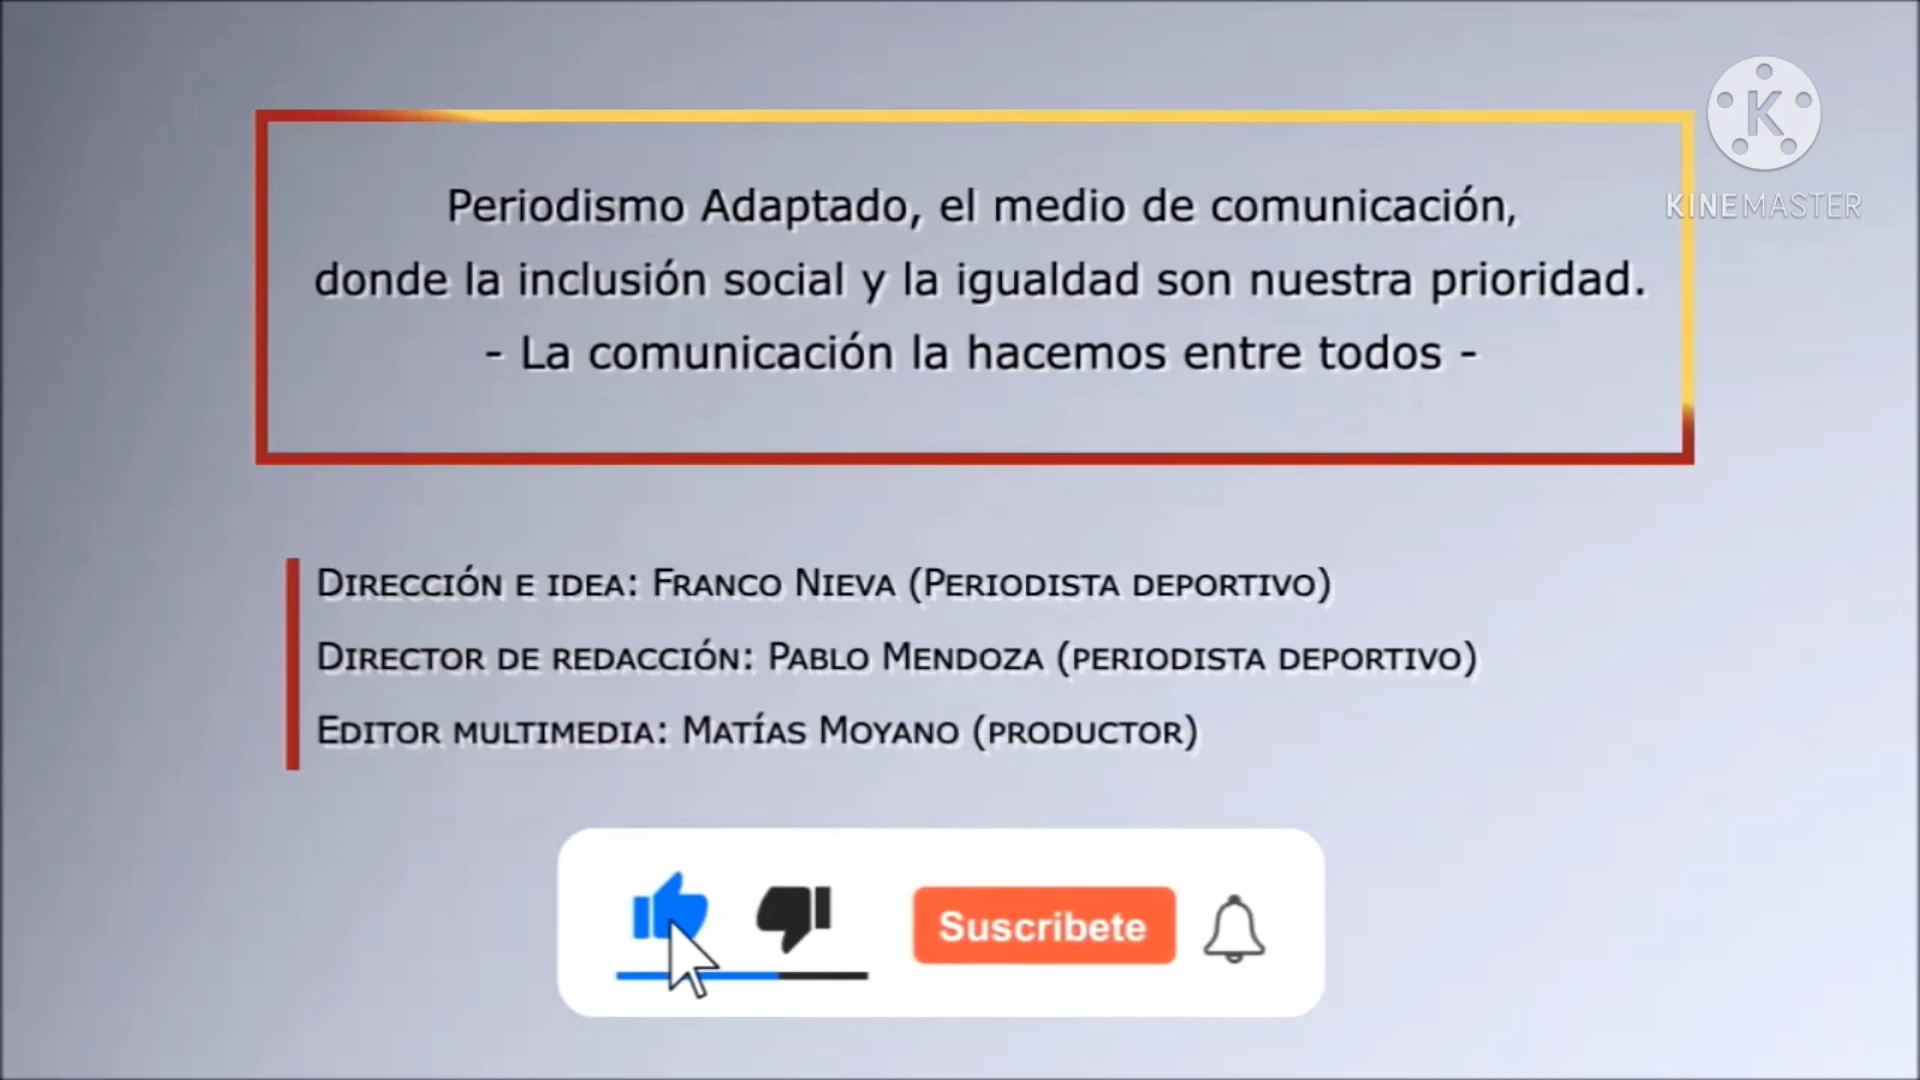 Periodismo Adaptado, el medio de comunicación,
donde la inclusión social y la igualdad son nuestra prioridad.
- La comunicación la hacemos entre todos -
K
KINEMASTER
DIRECCIÓN E IDEA: FRANCO NIEVA (PERIODISTA DEPORTIVO)
DIRECTOR DE REDACCIÓN: PABLO MENDOZA (PERIODISTA DEPORTIVO)
EDITOR MULTIMEDIA: MATÍAS MOYANO (PRODUCTOR)
Suscribete